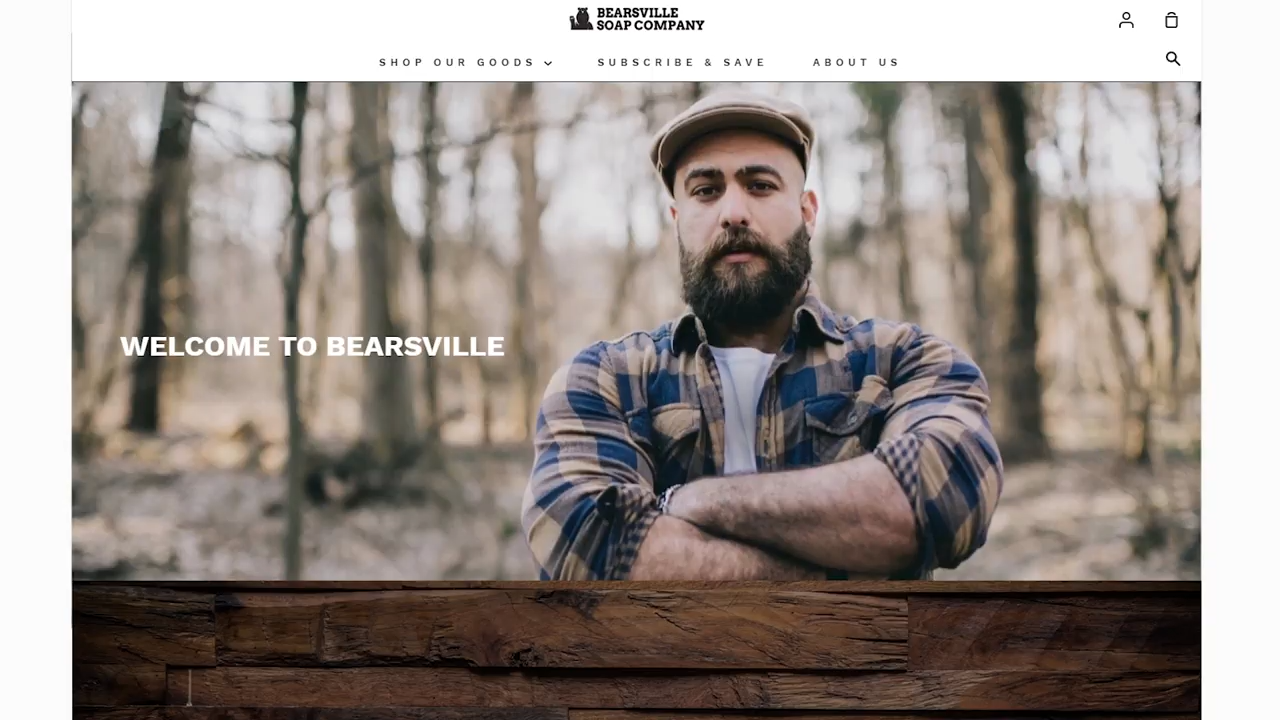 BEARSVILLE
SOAP COMPANY
SHOP OUR GOODS
SUBSCRIBE & SAVE
ABOUT US
WELCOME TO BEARSVILLE